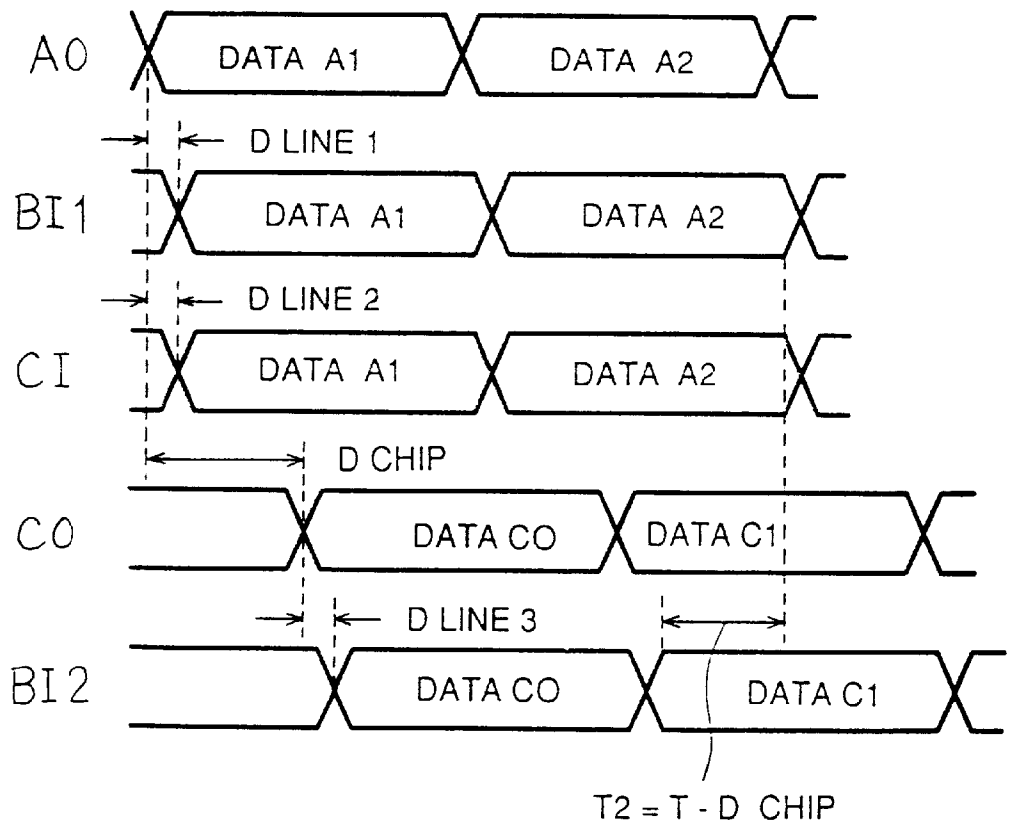 A0 DATA A1 DATA A2
D LINE 1
BI1 DATA A1 DATA A2
D LINE 2
CI DATA A1 DATA A2
D CHIP
C0 DATA CO DATA C1
D LINE 3
BI2 DATA CO DATA C1
T2 = T - D CHIP